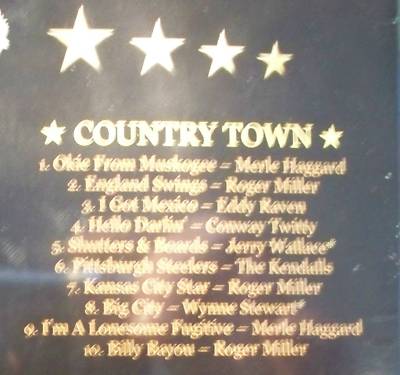 ★ COUNTRY TOWN ★
1. Okie From Muskogee – Merle Haggard
2. England Swings – Roger Miller
3. I Got Mexico – Eddy Raven
4. Hello Darlin' – Conway Twitty
5. Shutters & Boards – Jerry Wallace*
6. Pittsburgh Steelers – The Kendalls
7. Kansas City Star – Roger Miller
8. Big City – Wynne Stewart*
9. I'm A Lonesome Fugitive – Merle Haggard
10. Billy Bayou – Roger Miller